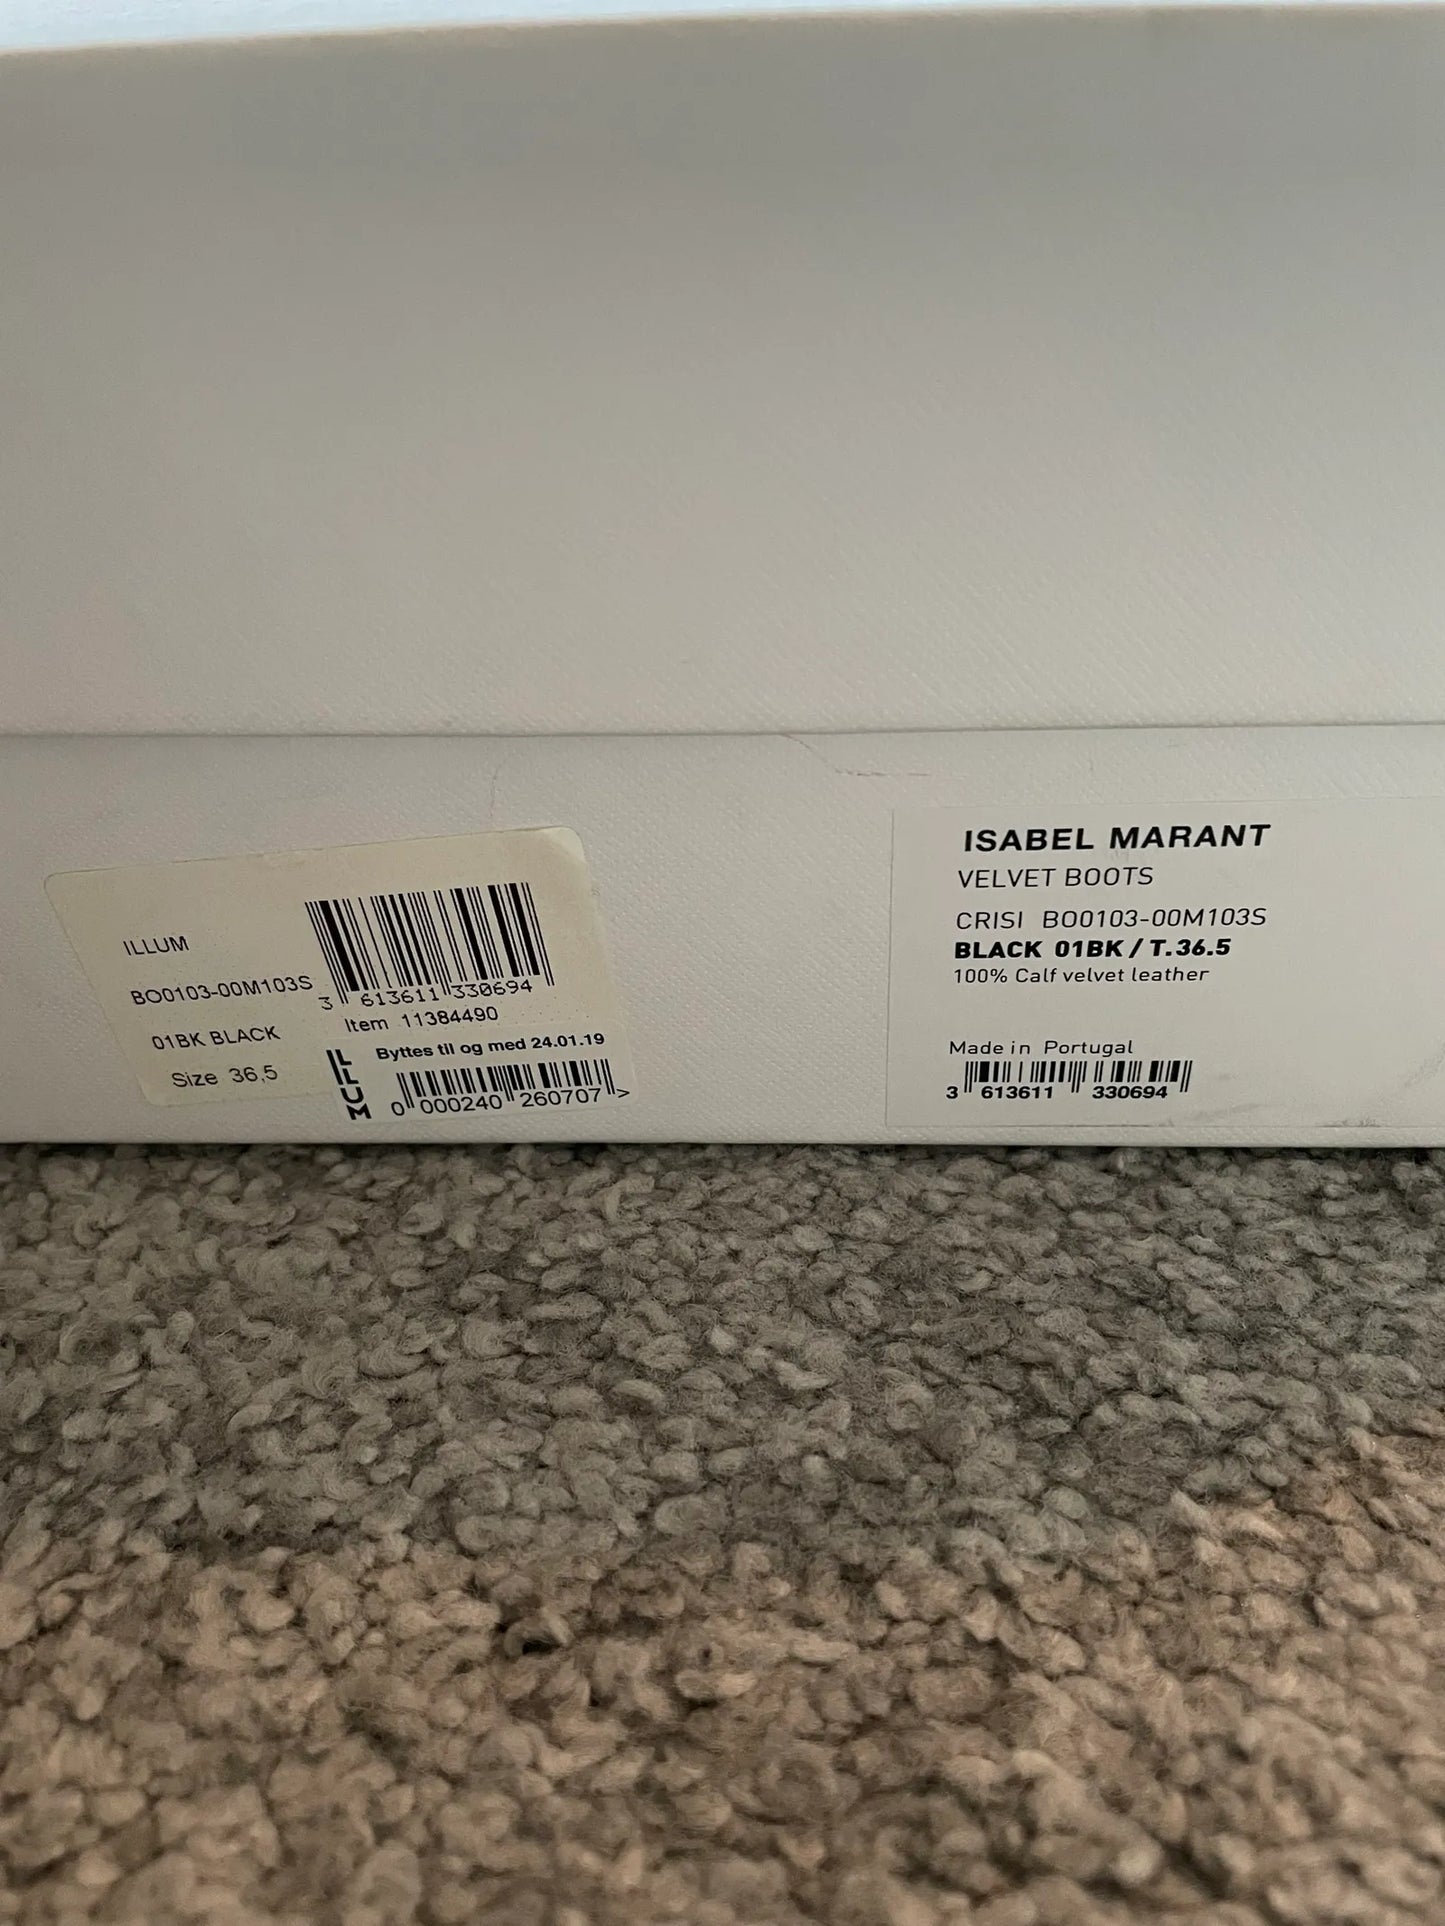 ILLUM
BO0103-00M103S
01BK BLACK
Size 36,5
3 613611 330694
Item 11384490
ILLUM
Byttes til og med 24.01.19
0 000240 260707 >
ISABEL MARANT
VELVET BOOTS
CRISI BO0103-00M103S
BLACK 01BK / T.36.5
100% Calf velvet leather
Made in Portugal
3 613611 330694